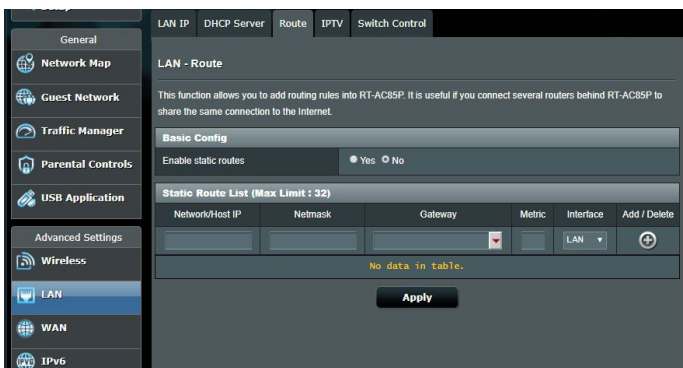 General
Network Map
Guest Network
Traffic Manager
Parental Controls
USB Application
Advanced Settings
Wireless
LAN
WAN
IPv6
LAN IP DHCP Server Route IPTV Switch Control
LAN - Route
This function allows you to add routing rules into RT-AC85P. It is useful if you connect several routers behind RT-AC85P to
share the same connection to the Internet.
Basic Config
Enable static routes Yes No
Static Route List (Max Limit : 32)
Network/Host IP Netmask Gateway Metric Interface Add / Delete
LAN
No data in table.
Apply